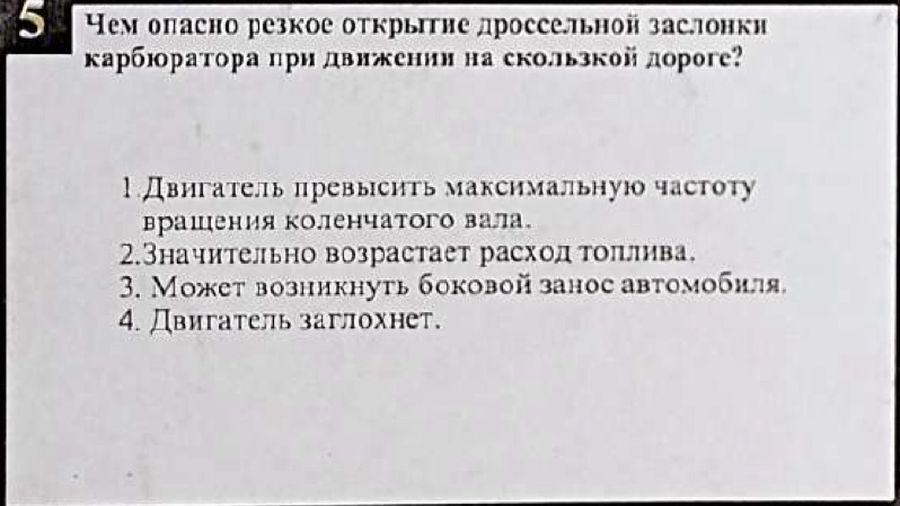 5
Чем опасно резкое открытие дроссельной заслонки
карбюратора при движении на скользкой дороге?
1.Двигатель превысить максимальную частоту
вращения коленчатого вала.
2.Значительно возрастает расход топлива.
3. Может возникнуть боковой занос автомобиля.
4. Двигатель заглохнет.